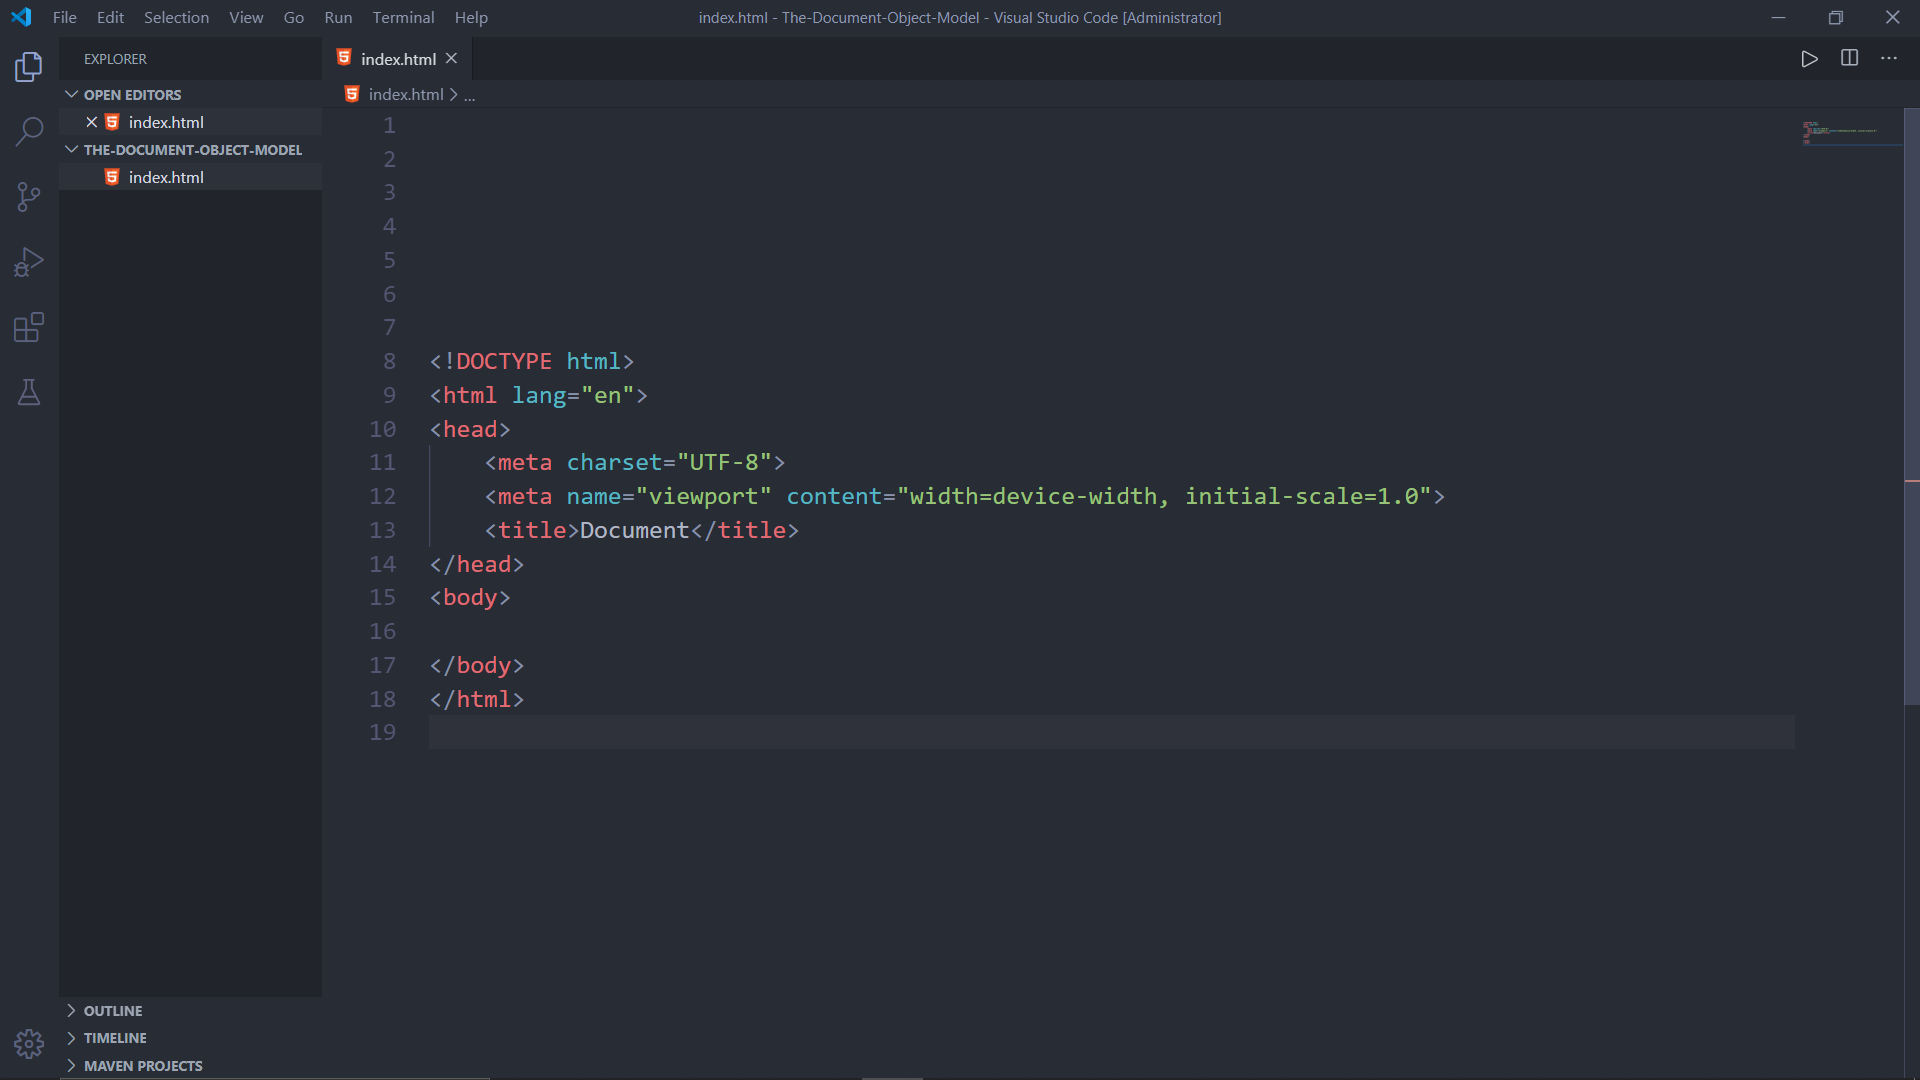 File Edit Selection View Go Run Terminal Help
index.html - The-Document-Object-Model - Visual Studio Code [Administrator]
EXPLORER
OPEN EDITORS
index.html
THE-DOCUMENT-OBJECT-MODEL
index.html
OUTLINE
TIMELINE
MAVEN PROJECTS
index.html
index.html > ...
1
2
3
4
5
6
7
8 <!DOCTYPE html>
9 <html lang="en">
10 <head>
11     <meta charset="UTF-8">
12     <meta name="viewport" content="width=device-width, initial-scale=1.0">
13     <title>Document</title>
14 </head>
15 <body>
16
17 </body>
18 </html>
19